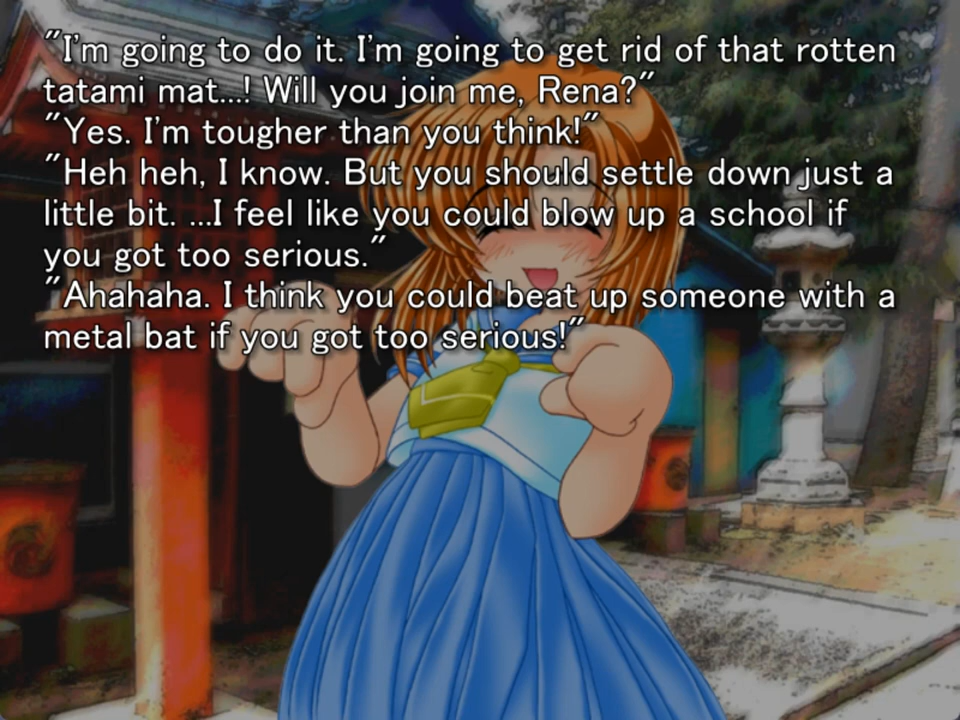 "I'm going to do it. I'm going to get rid of that rotten
tatami mat...! Will you join me, Rena?"
"Yes. I'm tougher than you think!"
"Heh heh, I know. But you should settle down just a
little bit. ...I feel like you could blow up a school if
you got too serious."
"Ahahaha. I think you could beat up someone with a
metal bat if you got too serious!"